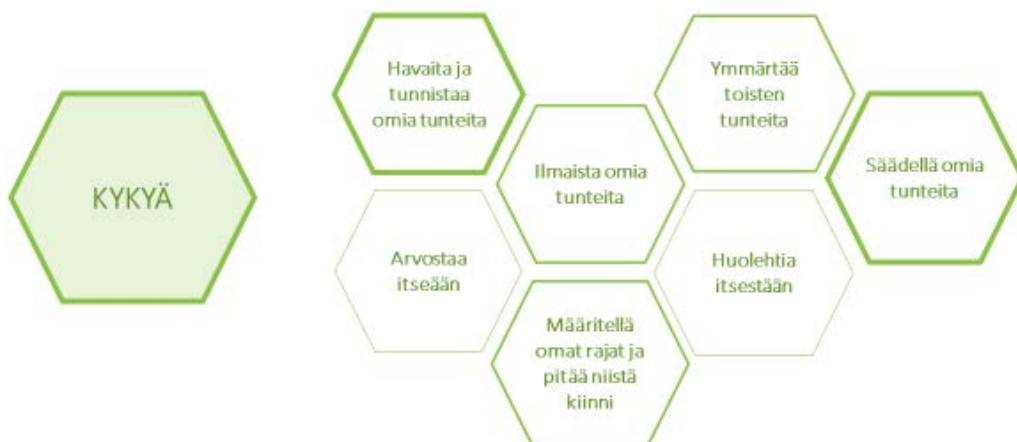 KYKYÄ
Havaita ja
tunnistaa
omia tunteita
Ilmaista omia
tunteita
Ymmärtää
toisten
tunteita
Säädellä omia
tunteita
Arvostaa
itseään
Määritellä
omat rajat ja
pitää niistä
kiinni
Huolehtia
itsestään